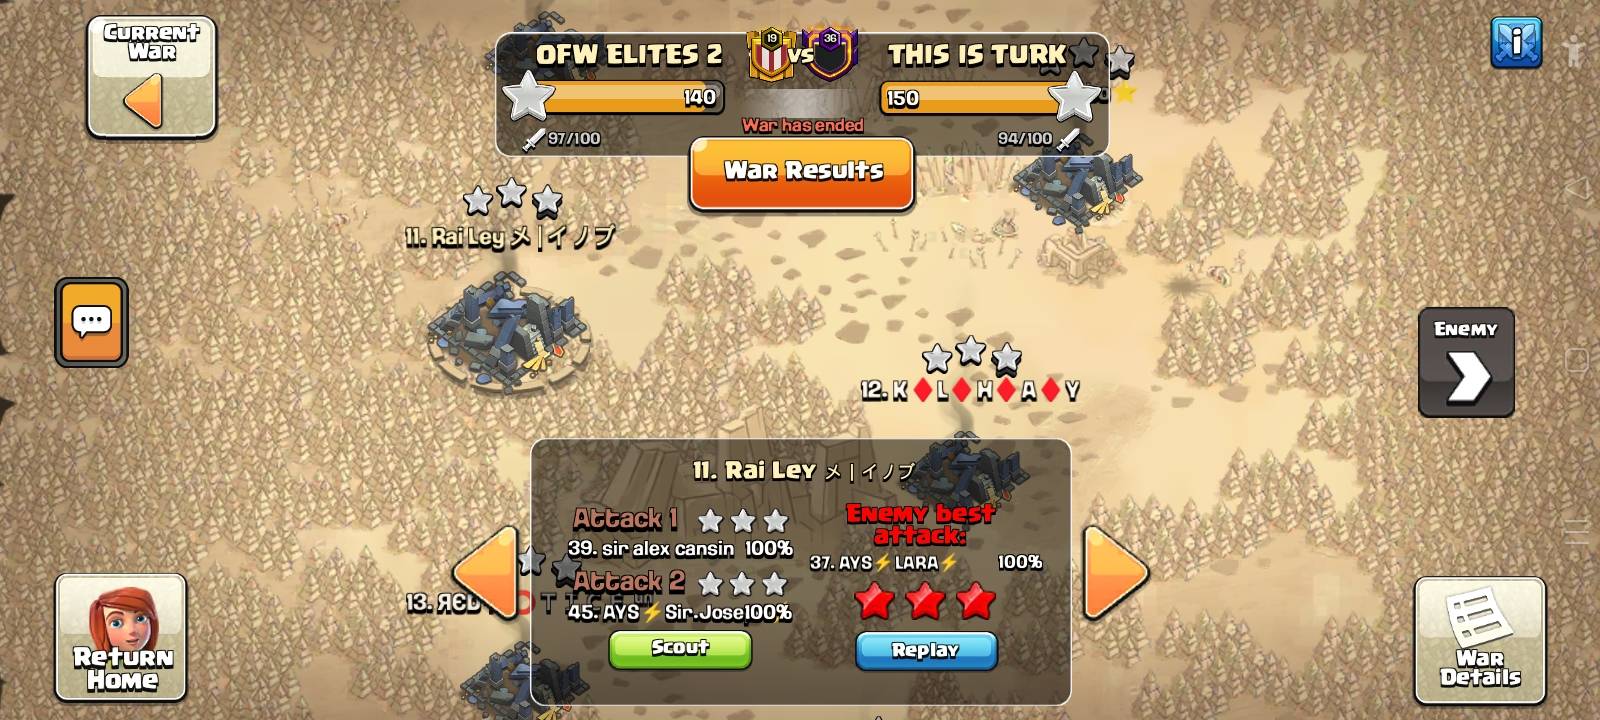 Current
War
OFW ELITES 2
19
vs
36
THIS IS TURK
140
150
97/100
War has ended
94/100
War Results
11. Rai Ley メ | イ ノブ
Enemy
12. K♦L♦H♦A♦Y
11. Rai Ley メ | イ ノブ
Attack 1
39. sir alex cansin 100%
Attack 2
45. AYS⚡Sir.Jose100%
Scout
Enemy best
attack:
37. AYS⚡LARA⚡ 100%
Replay
13.
Return
Home
War
Details